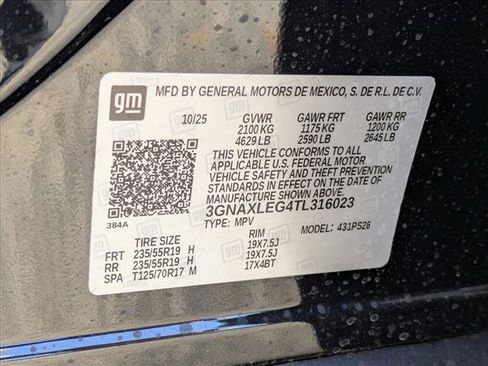 gm
MFD BY GENERAL MOTORS DE MEXICO, S. DE R.L. DE C.V.
10/25 GVWR GAWR FRT GAWR RR
2100 KG 1175 KG 1200 KG
4629 LB 2590 LB 2645 LB
THIS VEHICLE CONFORMS TO ALL
APPLICABLE U.S. FEDERAL MOTOR
VEHICLE SAFETY AND THEFT PREVENTION
STANDARDS IN EFFECT ON THE DATE OF
MANUFACTURE SHOWN ABOVE.
3GNAXLEG4TL316023
384A TYPE: MPV MODEL: 431PS26
TIRE SIZE RIM
FRT 235/55R19 H 19X7.5J
RR 235/55R19 H 19X7.5J
SPA T125/70R17 M 17X4BT